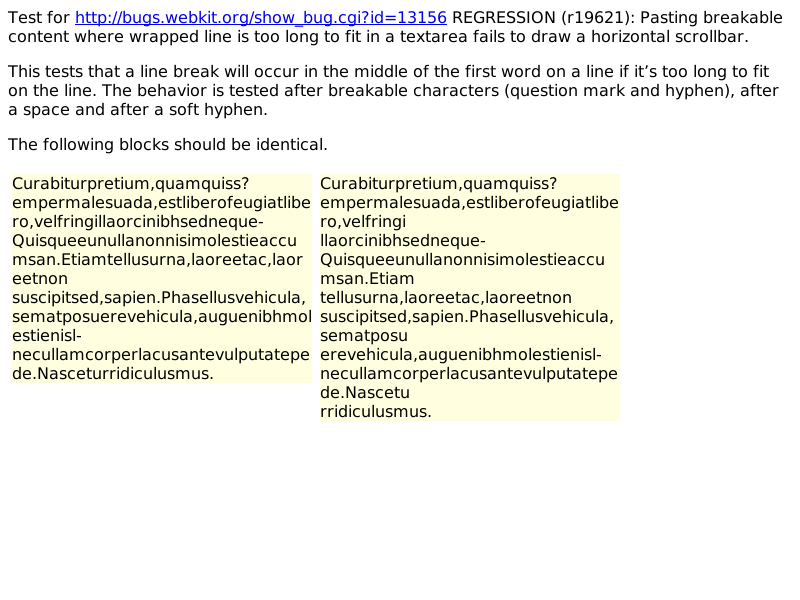 Test for http://bugs.webkit.org/show_bug.cgi?id=13156 REGRESSION (r19621): Pasting breakable
content where wrapped line is too long to fit in a textarea fails to draw a horizontal scrollbar.
This tests that a line break will occur in the middle of the first word on a line if it's too long to fit
on the line. The behavior is tested after breakable characters (question mark and hyphen), after
a space and after a soft hyphen.
The following blocks should be identical.
Curabiturpretium,quamquiss?
empermalesuada,estliberofeugiatlibe
ro,velfringillaorcinibhsedneque-
Quisqueeunullanonnisimolestieaccu
msan.Etiamtellusurna,laoreetac,laor
eetnon
suscipitsed,sapien.Phasellusvehicula,
sematposuerevehicula,auguenibhmol
estienisl-
necullamcorperlacusantevulputatepe
de.Nasceturridiculusmus.
Curabiturpretium,quamquiss?
empermalesuada,estliberofeugiatlibe
ro,velfringi
llaorcinibhsedneque-
Quisqueeunullanonnisimolestieaccu
msan.Etiam
tellusurna,laoreetac,laoreetnon
suscipitsed,sapien.Phasellusvehicula,
sematposu
erevehicula,auguenibhmolestienisl-
necullamcorperlacusantevulputatepe
de.Nascetu
rridiculusmus.